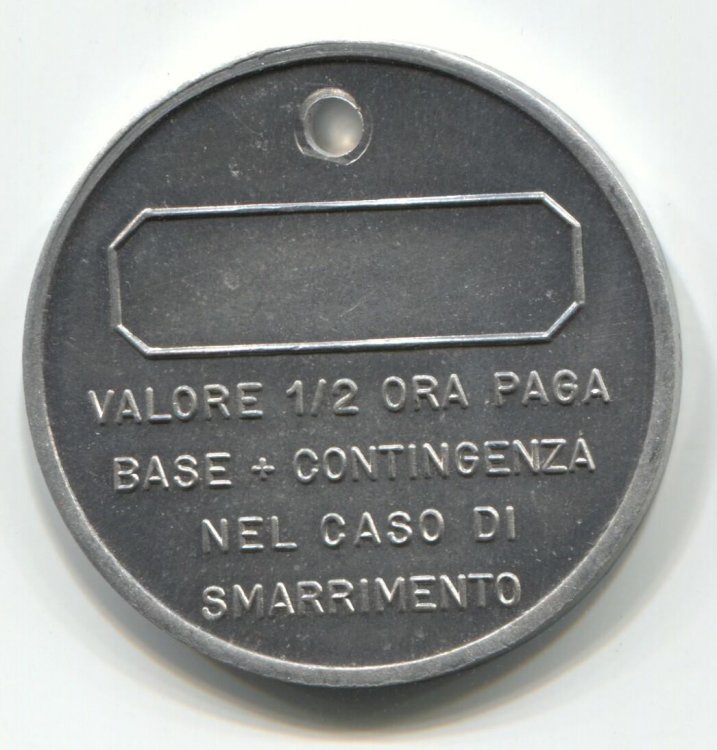 VALORE 1/2 ORA PAGA
BASE + CONTINGENZA
NEL CASO DI
SMARRIMENTO